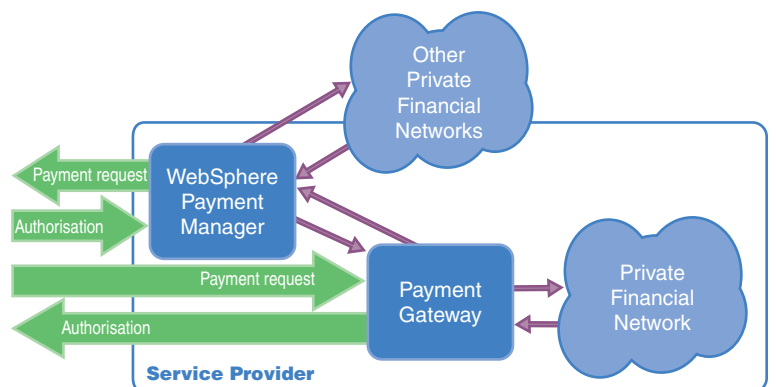 Other
Private
Financial
Networks
Payment request
WebSphere
Payment
Manager
Authorisation
Payment request
Payment
Gateway
Private
Financial
Network
Authorisation
Service Provider